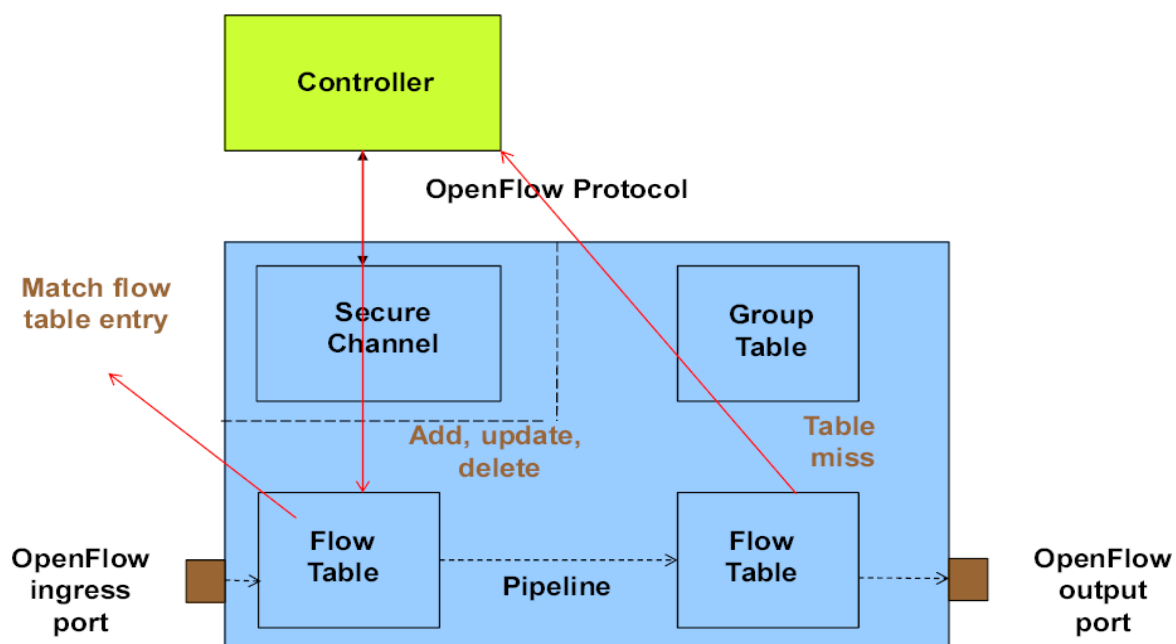 Controller
OpenFlow Protocol
Match flow
table entry
Secure
Channel
Group
Table
Add, update,
delete
Table
miss
OpenFlow
ingress
port
Flow
Table
Pipeline
Flow
Table
OpenFlow
output
port